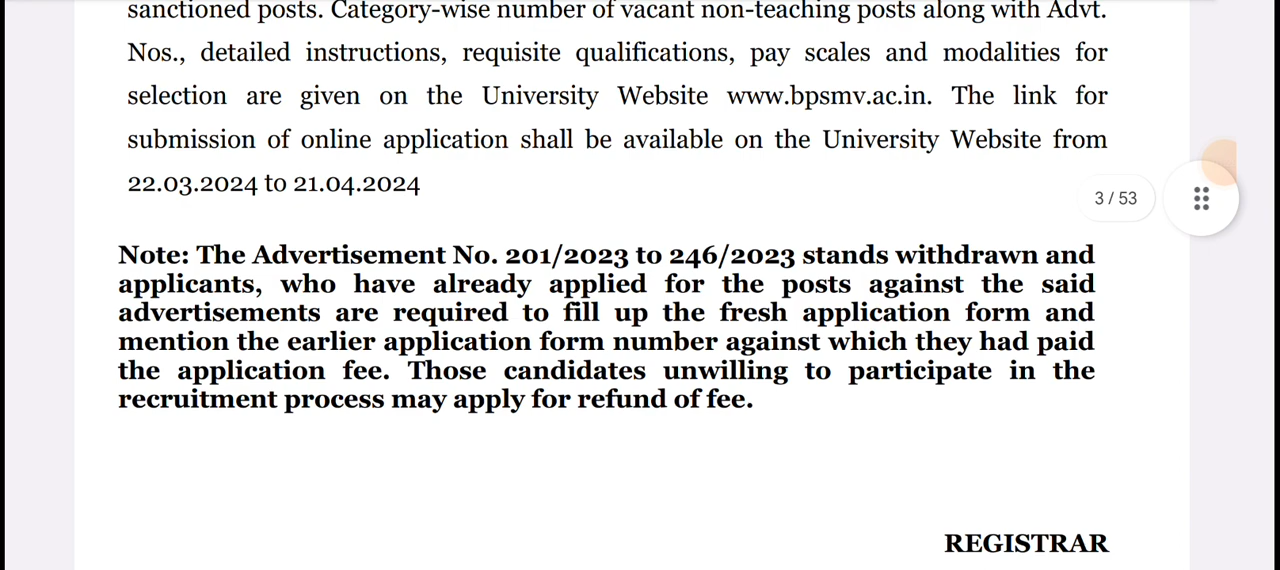 sanctioned posts. Category-wise number of vacant non-teaching posts along with Advt.
Nos., detailed instructions, requisite qualifications, pay scales and modalities for
selection are given on the University Website www.bpsmv.ac.in. The link for
submission of online application shall be available on the University Website from
22.03.2024 to 21.04.2024
3 / 53
Note: The Advertisement No. 201/2023 to 246/2023 stands withdrawn and
applicants, who have already applied for the posts against the said
advertisements are required to fill up the fresh application form and
mention the earlier application form number against which they had paid
the application fee. Those candidates unwilling to participate in the
recruitment process may apply for refund of fee.
REGISTRAR